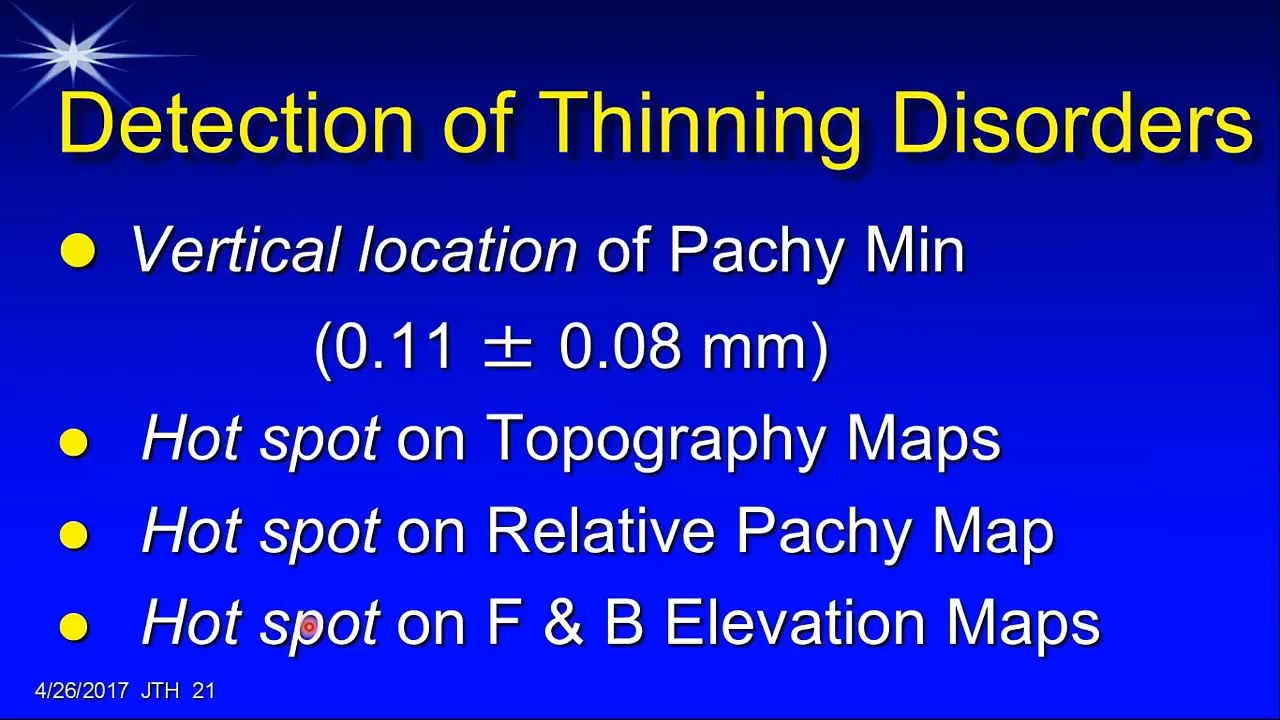 Detection of Thinning Disorders
● Vertical location of Pachy Min
(0.11 ± 0.08 mm)
● Hot spot on Topography Maps
● Hot spot on Relative Pachy Map
● Hot spot on F & B Elevation Maps
4/26/2017 JTH 21